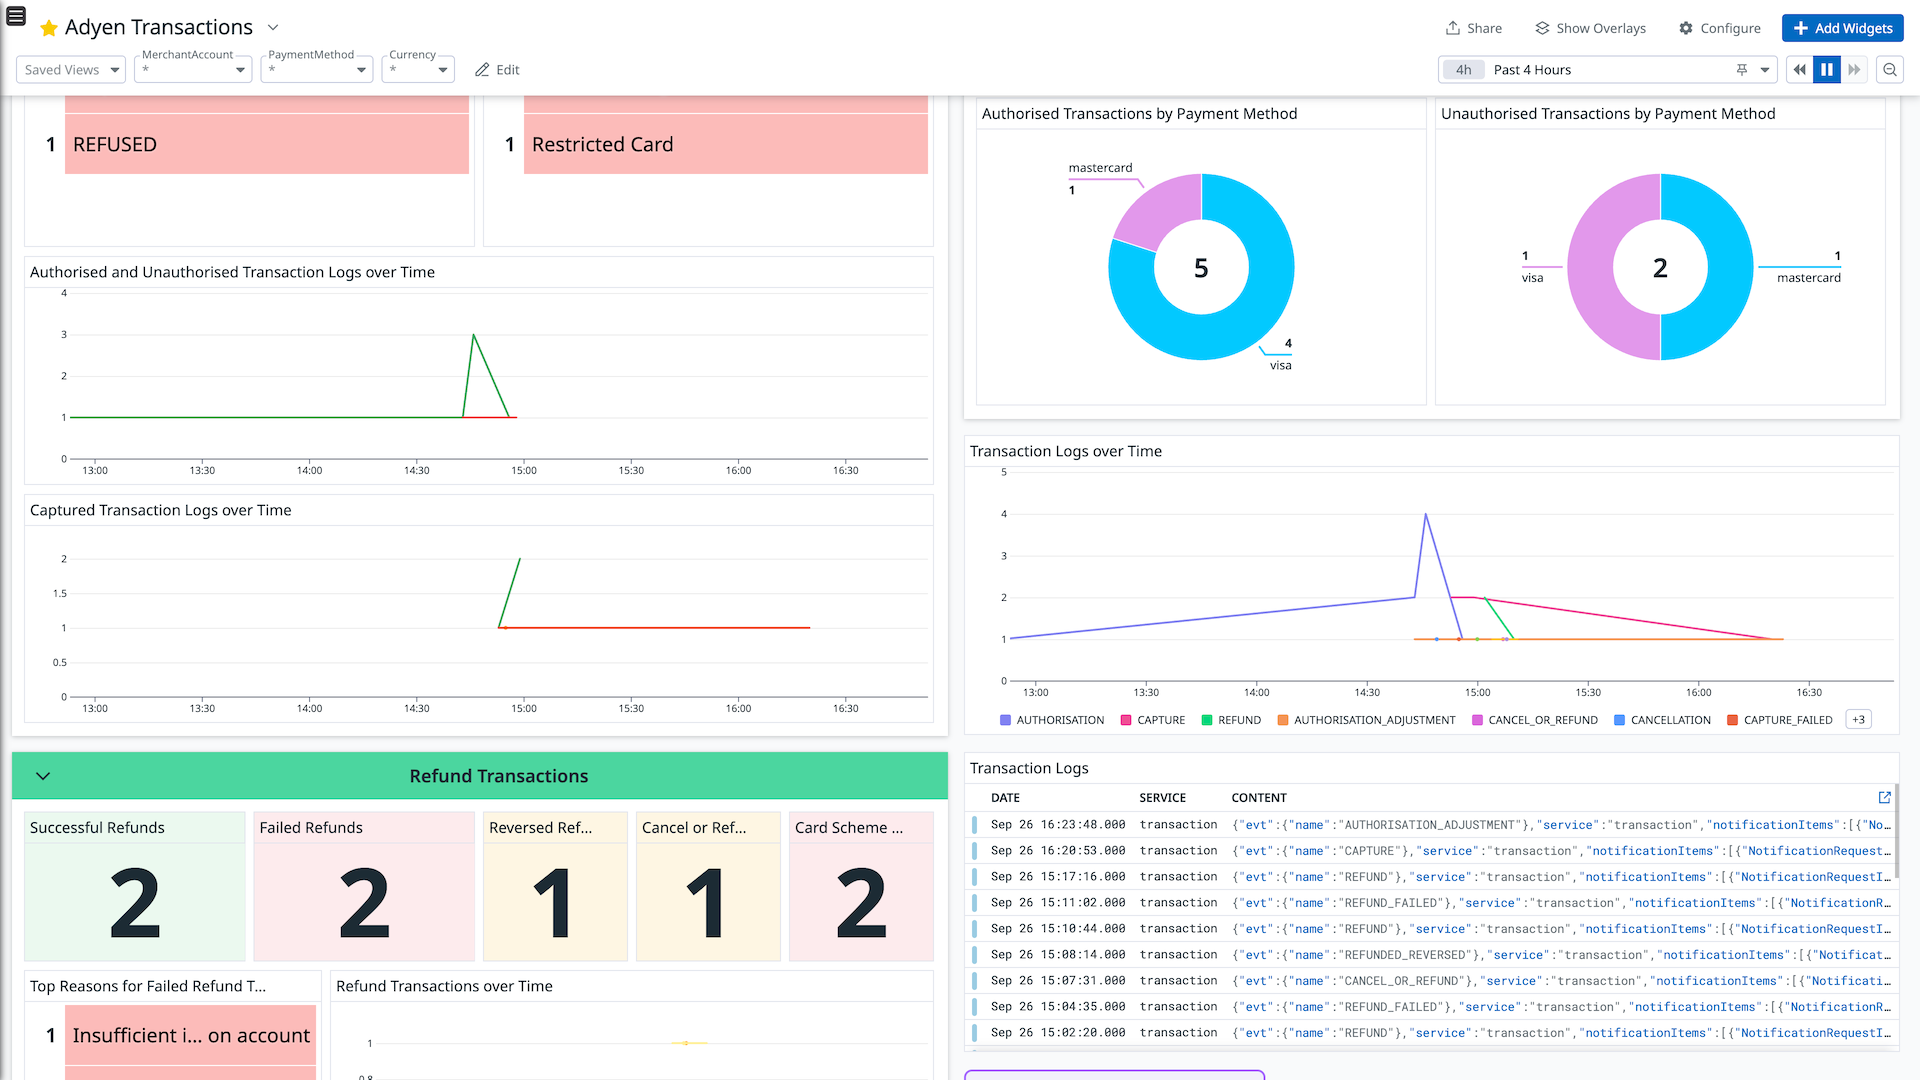 Adyen Transactions
Share
Show Overlays
Configure
Add Widgets
Saved Views
MerchantAccount
*
PaymentMethod
*
Currency
*
Edit
4h Past 4 Hours
1 REFUSED
1 Restricted Card
Authorised and Unauthorised Transaction Logs over Time
4
3
2
1
0
13:00 13:30 14:00 14:30 15:00 15:30 16:00 16:30
Captured Transaction Logs over Time
2
1.5
1
0.5
0
13:00 13:30 14:00 14:30 15:00 15:30 16:00 16:30
Refund Transactions
Successful Refunds
2
Failed Refunds
2
Reversed Ref...
1
Cancel or Ref...
1
Card Scheme ...
2
Top Reasons for Failed Refund T...
1 Insufficient i... on account
Refund Transactions over Time
1
0.8
Authorised Transactions by Payment Method
mastercard
1
5
4
visa
Unauthorised Transactions by Payment Method
1
visa
2
1
mastercard
Transaction Logs over Time
5
4
3
2
1
0
13:00 13:30 14:00 14:30 15:00 15:30 16:00 16:30
AUTHORISATION CAPTURE REFUND AUTHORISATION_ADJUSTMENT CANCEL_OR_REFUND CANCELLATION CAPTURE_FAILED +3
Transaction Logs
DATE SERVICE CONTENT
Sep 26 16:23:48.000 transaction {"evt":{"name":"AUTHORISATION_ADJUSTMENT"},"service":"transaction","notificationItems":[{"No…
Sep 26 16:20:53.000 transaction {"evt":{"name":"CAPTURE"},"service":"transaction","notificationItems":[{"NotificationRequest…
Sep 26 15:17:16.000 transaction {"evt":{"name":"REFUND"},"service":"transaction","notificationItems":[{"NotificationRequestI…
Sep 26 15:11:02.000 transaction {"evt":{"name":"REFUND_FAILED"},"service":"transaction","notificationItems":[{"NotificationR…
Sep 26 15:10:44.000 transaction {"evt":{"name":"REFUND"},"service":"transaction","notificationItems":[{"NotificationRequestI…
Sep 26 15:08:14.000 transaction {"evt":{"name":"REFUNDED_REVERSED"},"service":"transaction","notificationItems":[{"Notificat…
Sep 26 15:07:31.000 transaction {"evt":{"name":"CANCEL_OR_REFUND"},"service":"transaction","notificationItems":[{"Notificati…
Sep 26 15:04:35.000 transaction {"evt":{"name":"REFUND_FAILED"},"service":"transaction","notificationItems":[{"NotificationR…
Sep 26 15:02:20.000 transaction {"evt":{"name":"REFUND"},"service":"transaction","notificationItems":[{"NotificationRequestI…